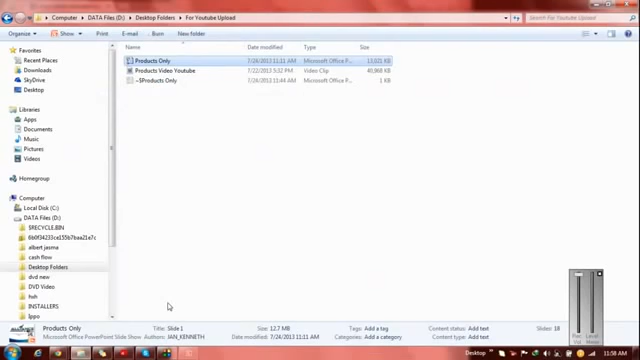 Computer ▸ DATA Files (D:) ▸ Desktop Folders ▸ For Youtube Upload
Search For Youtube Upload
Organize Show Print E-mail Burn New folder
Name Date modified Type Size
Favorites
Recent Places
Downloads
SkyDrive
Desktop
Libraries
Apps
Documents
Music
Pictures
Videos
Homegroup
Computer
Local Disk (C:)
DATA Files (D:)
$RECYCLE.BIN
albert jasma
cash flow
Desktop Folders
dvd new
DVD Video
hvh
INSTALLERS
Ippo
Products Only 7/24/2013 11:11 AM Microsoft Office P... 13,021 KB
Products Video Youtube 7/22/2013 5:32 PM Video Clip 40,968 KB
~$Products Only 7/24/2013 11:44 AM Microsoft Office P... 1 KB
Products Only Title: Slide 1 Size: 12.7 MB Tags: Add a tag Content status: Add text Slides: 18
Microsoft Office PowerPoint Slide Show Authors: JAN_KENNETH Date modified: 7/24/2013 11:11 AM Categories: Add a category Content type: Add text
Rec Vol
Desktop 11:58 AM